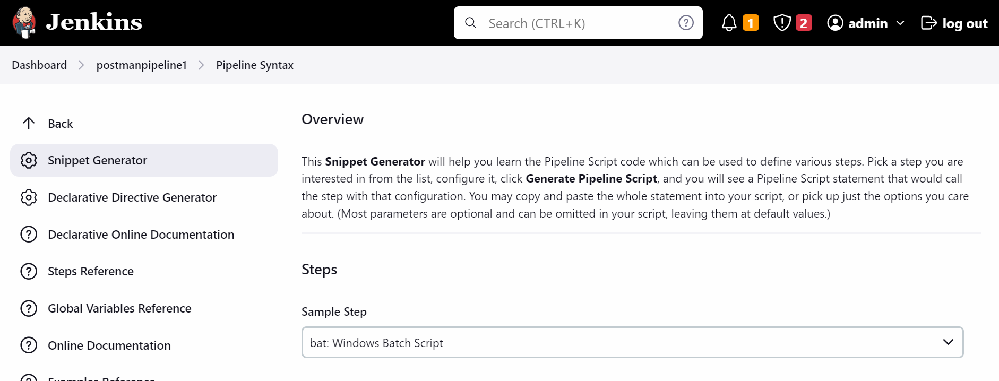 Jenkins
Search (CTRL+K)
1
2
admin
log out
Dashboard
postmanpipeline1
Pipeline Syntax
Back
Snippet Generator
Declarative Directive Generator
Declarative Online Documentation
Steps Reference
Global Variables Reference
Online Documentation
Examples Reference
Overview
This Snippet Generator will help you learn the Pipeline Script code which can be used to define various steps. Pick a step you are
interested in from the list, configure it, click Generate Pipeline Script, and you will see a Pipeline Script statement that would call
the step with that configuration. You may copy and paste the whole statement into your script, or pick up just the options you care
about. (Most parameters are optional and can be omitted in your script, leaving them at default values.)
Steps
Sample Step
bat: Windows Batch Script